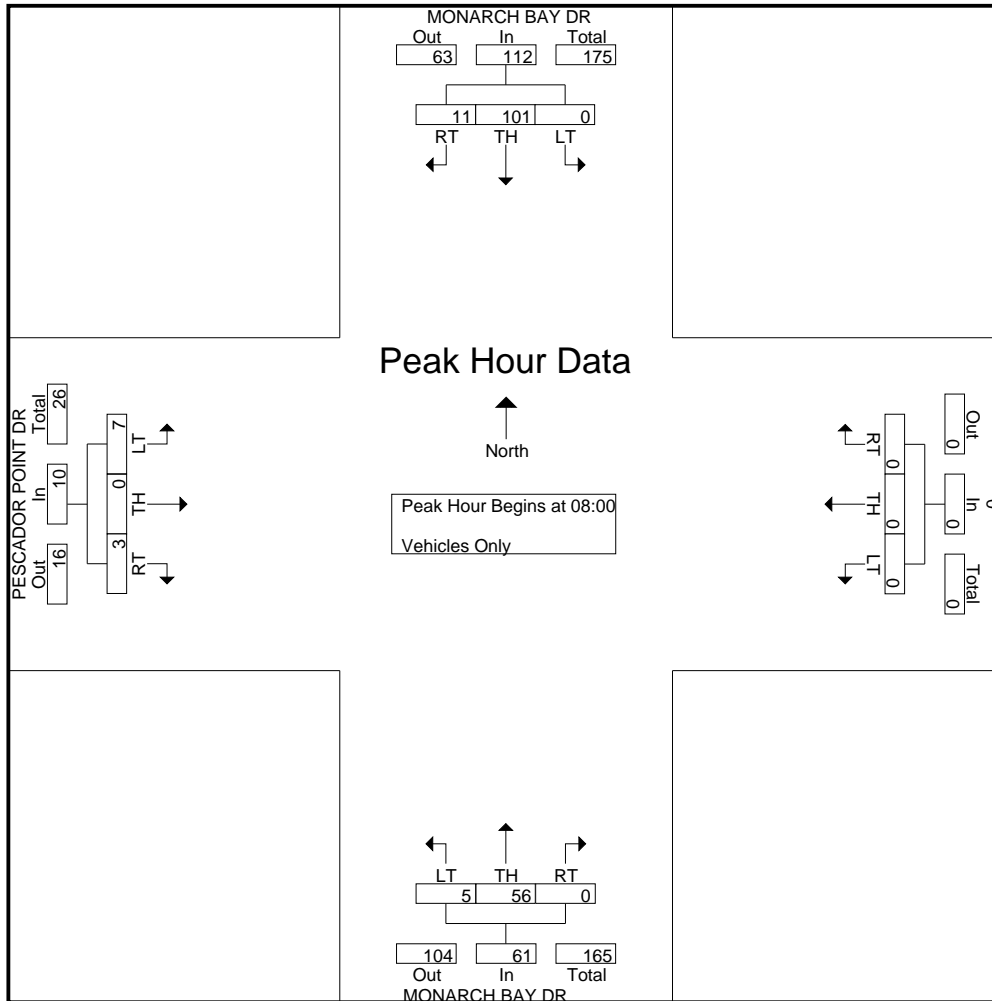 MONARCH BAY DR
Out In Total
63 112 175
11 101 0
RT TH LT
Peak Hour Data
North
Peak Hour Begins at 08:00
Vehicles Only
PESCADOR POINT DR
Out In Total
16 10 26
7 0 3
LT TH RT
Out In Total
0 0 0
0 0 0
RT TH LT
LT TH RT
5 56 0
104 61 165
Out In Total
MONARCH BAY DR